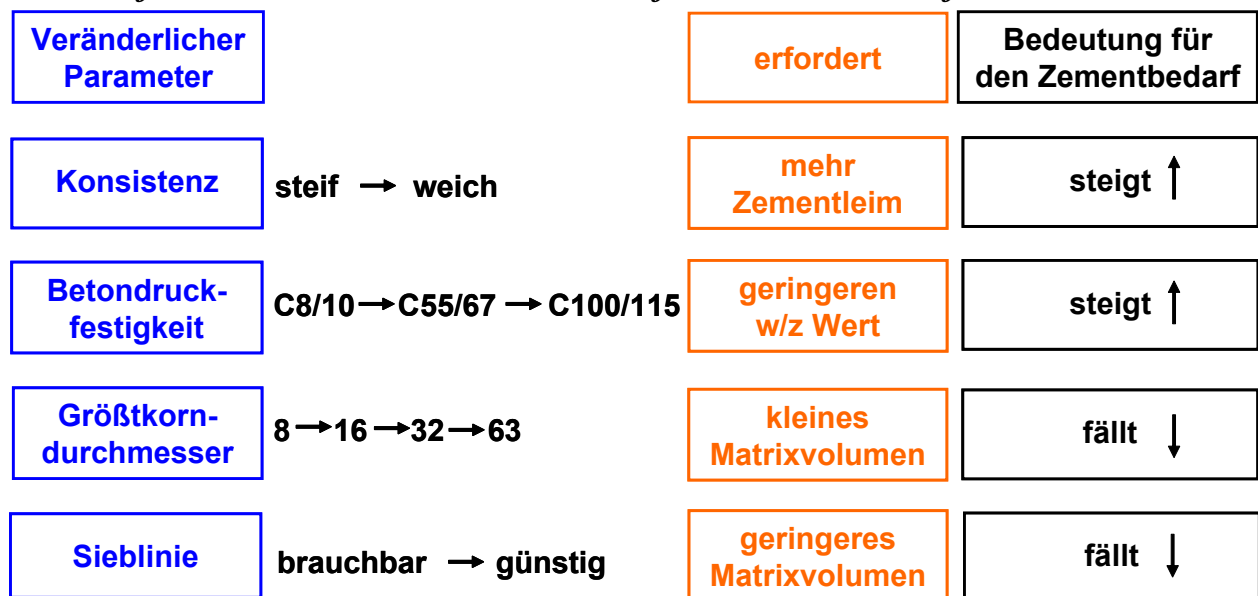 Veränderlicher
Parameter
erfordert
Bedeutung für
den Zementbedarf
Konsistenz
steif → weich
mehr
Zementleim
steigt ↑
Betondruck-
festigkeit
C8/10 → C55/67 → C100/115
geringeren
w/z Wert
steigt ↑
Größtkorn-
durchmesser
8 → 16 → 32 → 63
kleines
Matrixvolumen
fällt ↓
Sieblinie
brauchbar → günstig
geringeres
Matrixvolumen
fällt ↓